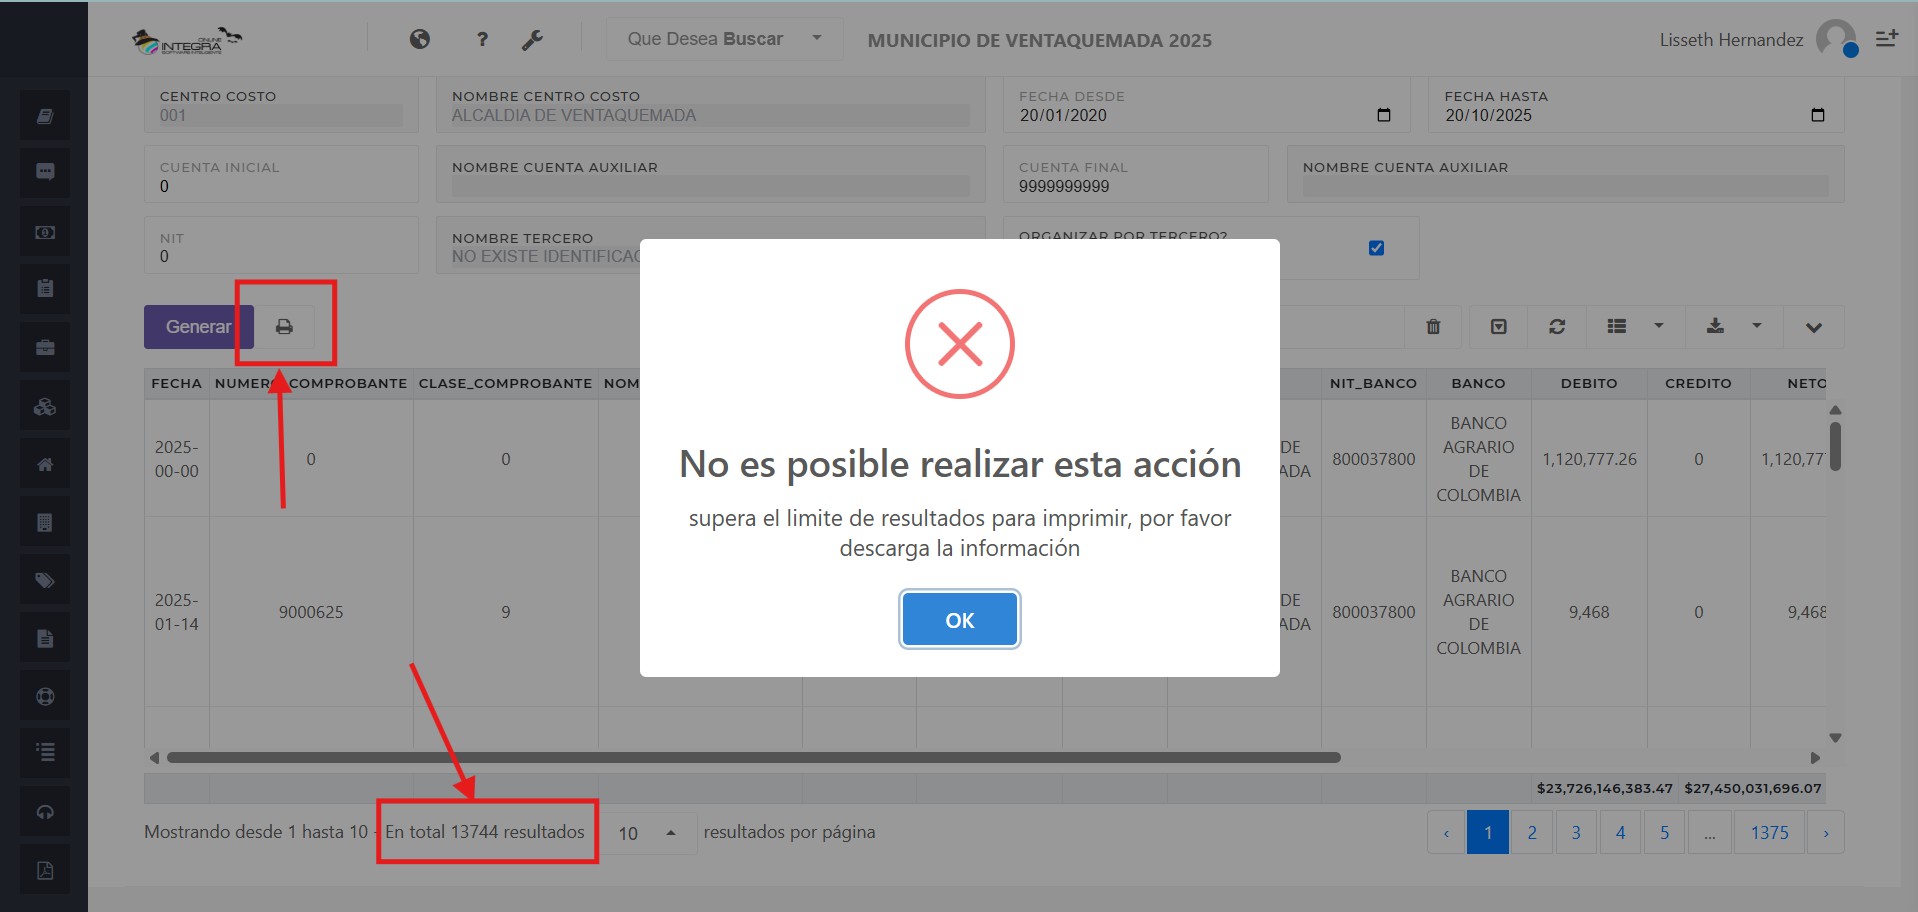 ONLINE
INTEGRA
SOFTWARE INTELIGENTE
?
Que Desea Buscar
MUNICIPIO DE VENTAQUEMADA 2025
Lisseth Hernandez
CENTRO COSTO
001
NOMBRE CENTRO COSTO
ALCALDIA DE VENTAQUEMADA
FECHA DESDE
20/01/2020
FECHA HASTA
20/10/2025
CUENTA INICIAL
0
NOMBRE CUENTA AUXILIAR
CUENTA FINAL
9999999999
NOMBRE CUENTA AUXILIAR
NIT
0
NOMBRE TERCERO
NO EXISTE IDENTIFICAC
ORGANIZAR POR TERCERO?
Generar
No es posible realizar esta acción
supera el limite de resultados para imprimir, por favor
descarga la información
OK
FECHA NUMERO COMPROBANTE CLASE_COMPROBANTE NOM NIT_BANCO BANCO DEBITO CREDITO NETO
2025-
00-00
0
0
DE
ADA
800037800
BANCO
AGRARIO
DE
COLOMBIA
1,120,777.26
0
1,120,77
2025-
01-14
9000625
9
DE
ADA
800037800
BANCO
AGRARIO
DE
COLOMBIA
9,468
0
9,468
$23,726,146,383.47 $27,450,031,696.07
Mostrando desde 1 hasta 10 - En total 13744 resultados 10 resultados por página
‹ 1 2 3 4 5 ... 1375 ›